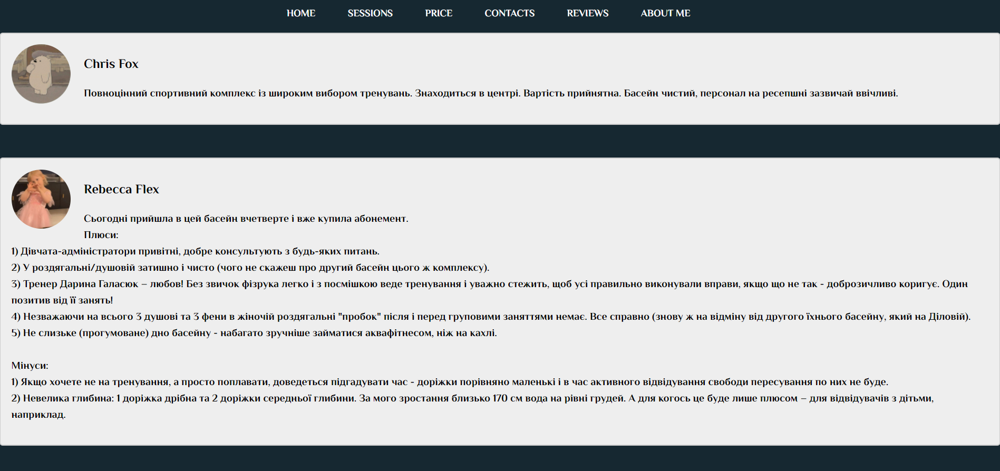 HOME SESSIONS PRICE CONTACTS REVIEWS ABOUT ME
Chris Fox
Повноцінний спортивний комплекс із широким вибором тренувань. Знаходиться в центрі. Вартість прийнятна. Басейн чистий, персонал на ресепшні зазвичай ввічливі.
Rebecca Flex
Сьогодні прийшла в цей басейн вчетверте і вже купила абонемент.
Плюси:
1) Дівчата-адміністратори привітні, добре консультують з будь-яких питань.
2) У роздягальні/душовій затишно і чисто (чого не скажеш про другий басейн цього ж комплексу).
3) Тренер Дарина Галасюк – любов! Без звичок фізрука легко і з посмішкою веде тренування і уважно стежить, щоб усі правильно виконували вправи, якщо що не так - доброзичливо коригує. Один
позитив від її занять!
4) Незважаючи на всього 3 душові та 3 фени в жіночій роздягальні "пробок" після і перед груповими заняттями немає. Все справно (знову ж на відміну від другого їхнього басейну, який на Діловій).
5) Не слизьке (прогумоване) дно басейну - набагато зручніше займатися аквафітнесом, ніж на кахлі.
Мінуси:
1) Якщо хочете не на тренування, а просто поплавати, доведеться підгадувати час - доріжки порівняно маленькі і в час активного відвідування свободи пересування по них не буде.
2) Невелика глибина: 1 доріжка дрібна та 2 доріжки середньої глибини. За мого зростання близько 170 см вода на рівні грудей. А для когось це буде лише плюсом – для відвідувачів з дітьми,
наприклад.